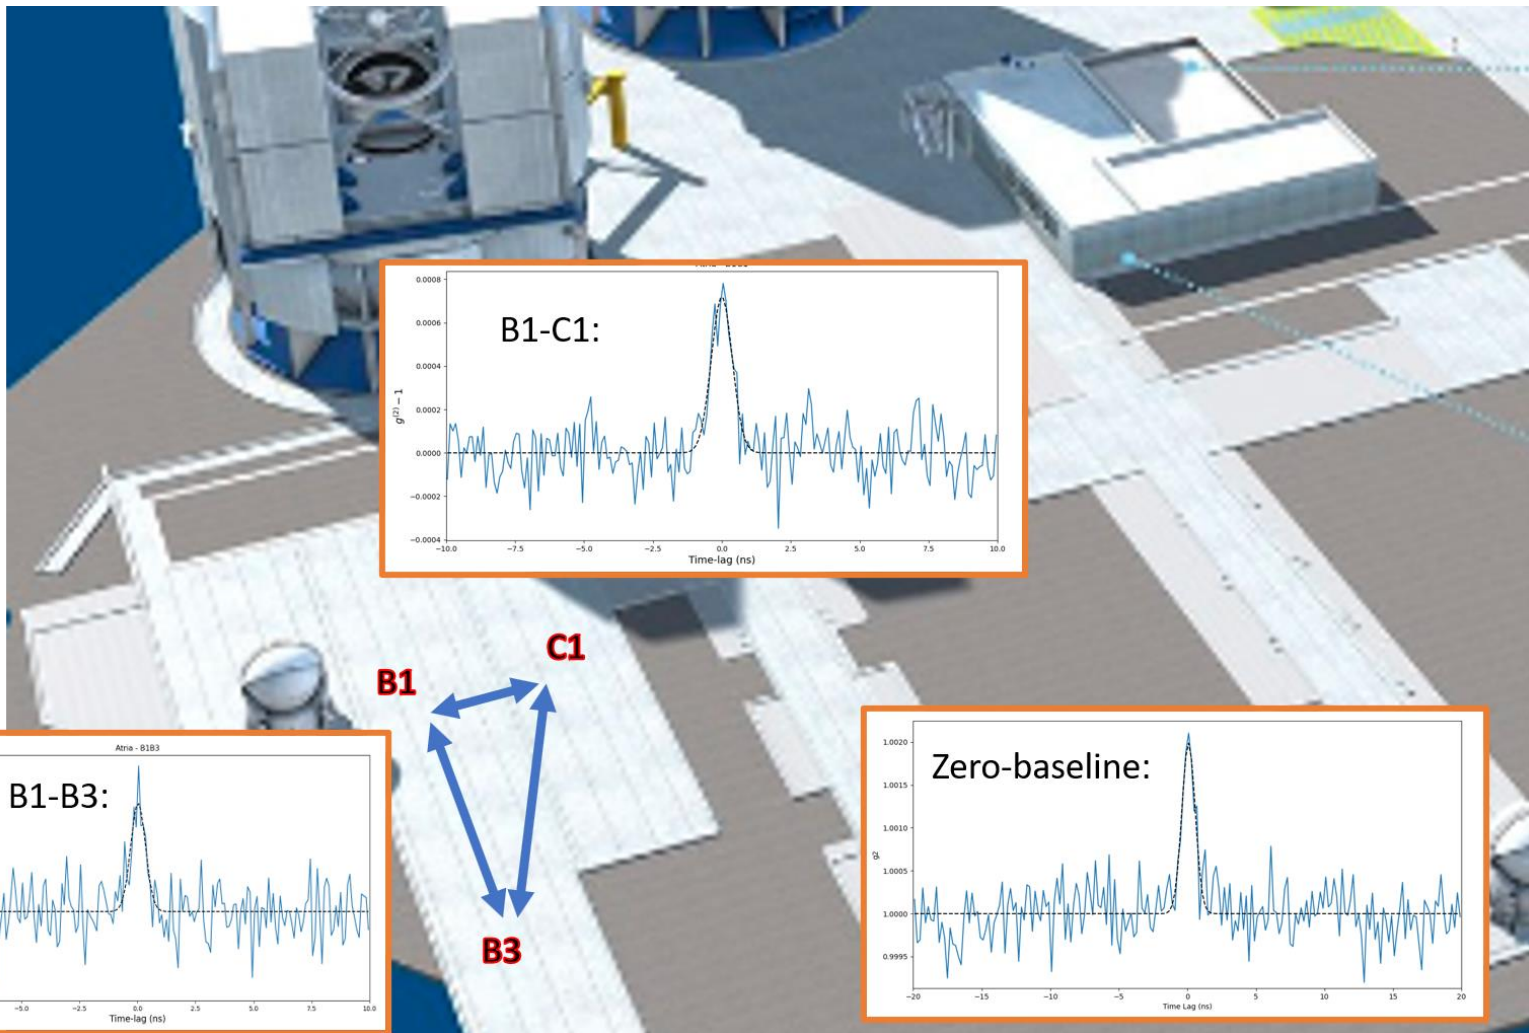 B1-C1:
0.0008
0.0006
0.0004
0.0002
0.0000
−0.0002
−0.0004
g⁽²⁾ − 1
−10.0 −7.5 −5.0 −2.5 0.0 2.5 5.0 7.5 10.0
Time-lag (ns)
C1
B1
B3
Atria - B1B3
B1-B3:
−5.0 −2.5 0.0 2.5 5.0 7.5 10.0
Time-lag (ns)
Zero-baseline:
1.0020
1.0015
1.0010
1.0005
1.0000
0.9995
g2
−20 −15 −10 −5 0 5 10 15 20
Time Lag (ns)